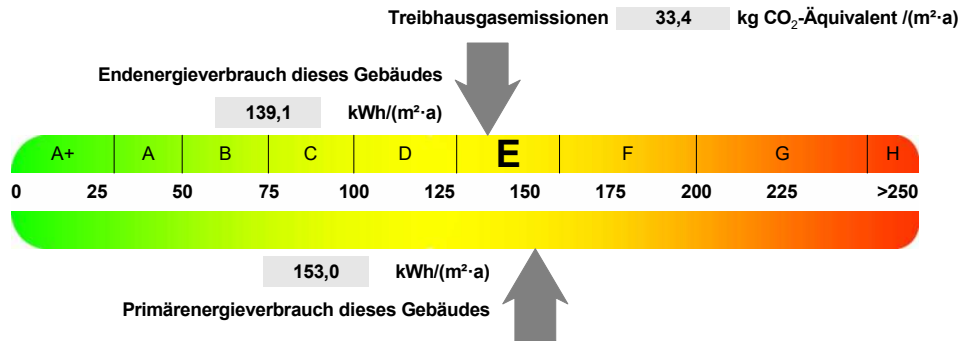 Treibhausgasemissionen 33,4 kg CO₂-Äquivalent /(m²·a)
Endenergieverbrauch dieses Gebäudes
139,1 kWh/(m²·a)
A+ A B C D E F G H
0 25 50 75 100 125 150 175 200 225 >250
153,0 kWh/(m²·a)
Primärenergieverbrauch dieses Gebäudes